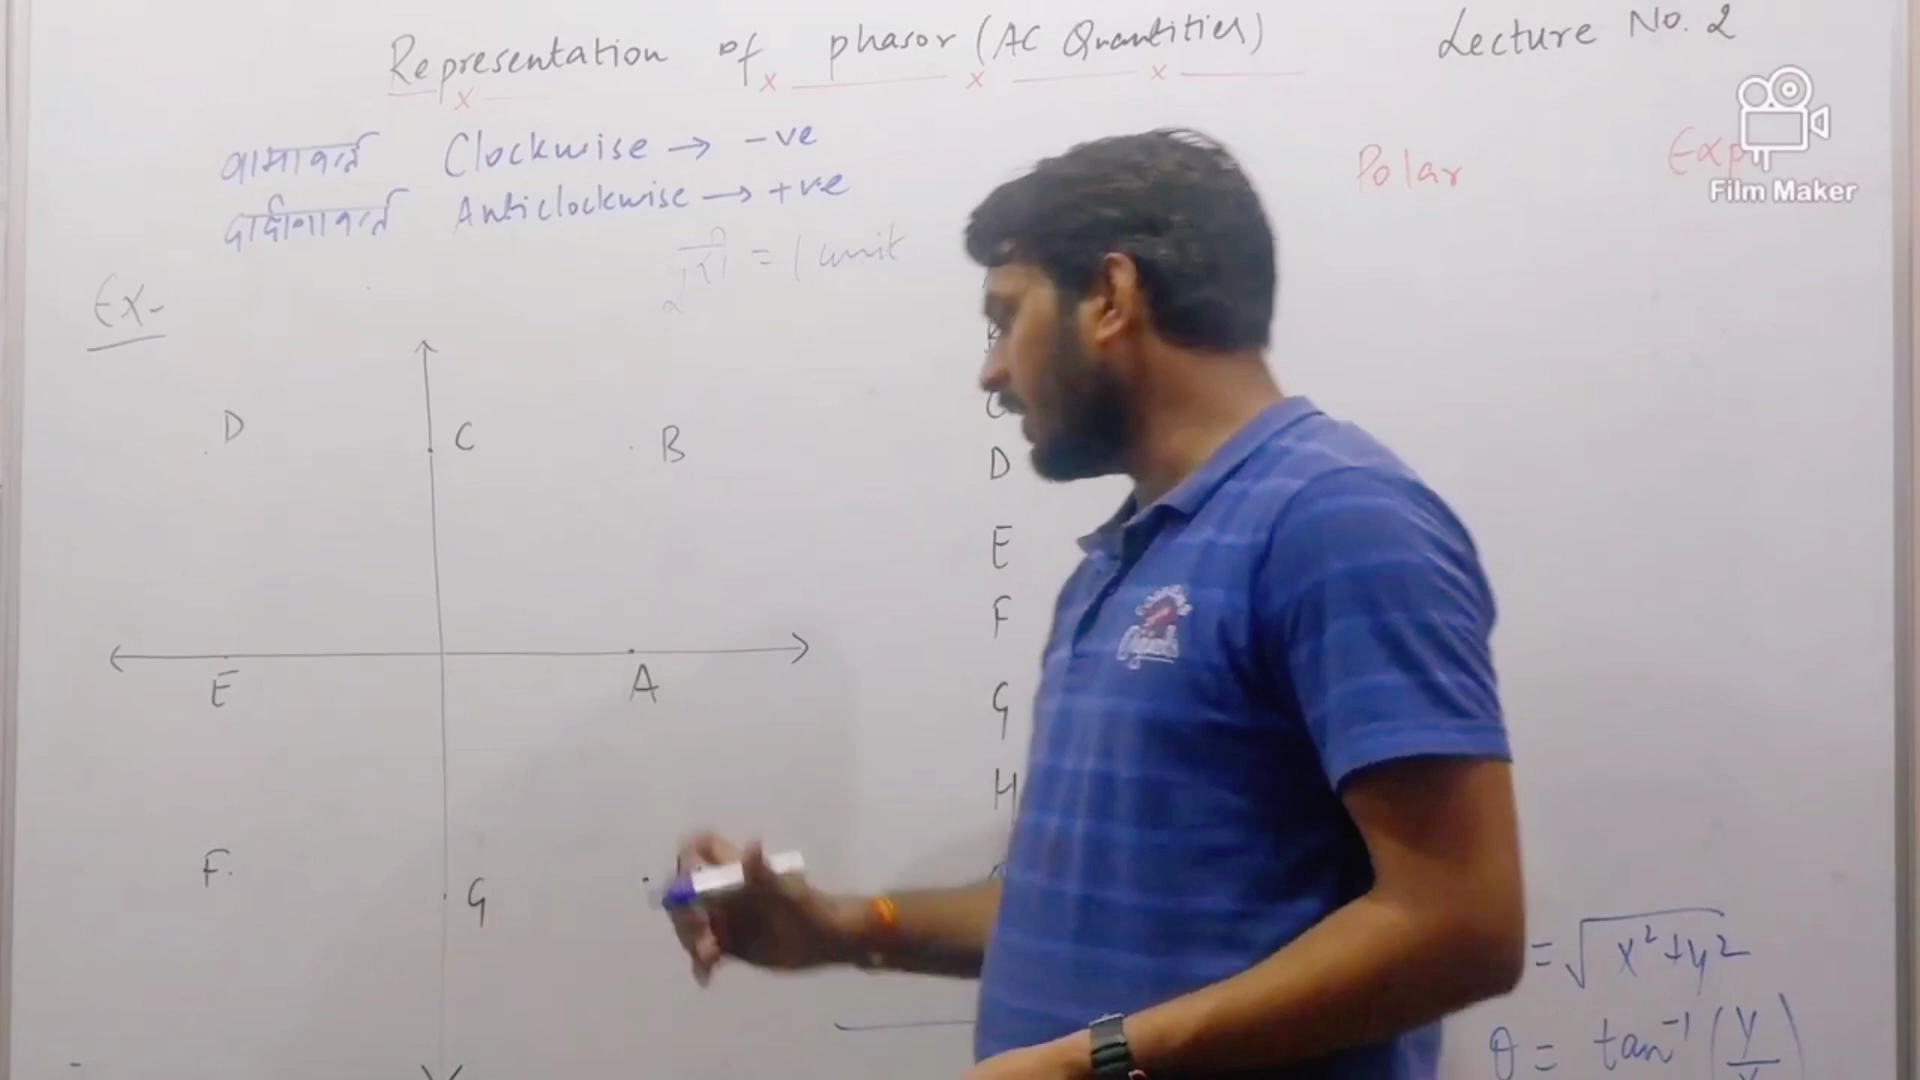 Representation of phasor (AC Quantities)
Lecture No. 2
वामावर्त Clockwise → -ve
दक्षिणावर्त Anticlockwise → +ve
= 1 unit
Polar
Exp
Film Maker
Ex-
D
C
B
E
A
F
G
C
D
E
F
G
H
= √x²+y²
θ = tan⁻¹ (y/x)